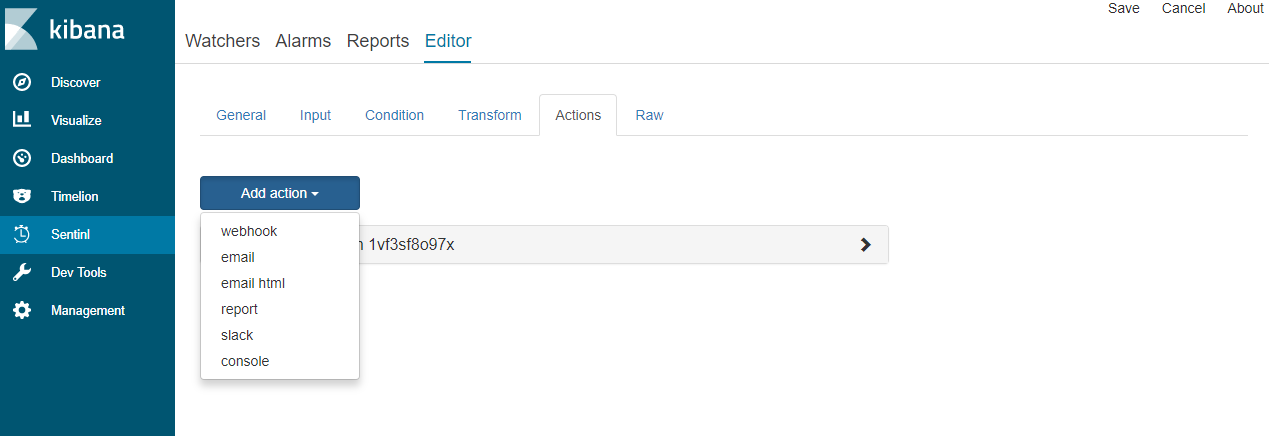 Save Cancel About
kibana
Watchers Alarms Reports Editor
Discover
Visualize
Dashboard
Timelion
Sentinl
Dev Tools
Management
General Input Condition Transform Actions Raw
Add action
1vf3sf8o97x
webhook
email
email html
report
slack
console